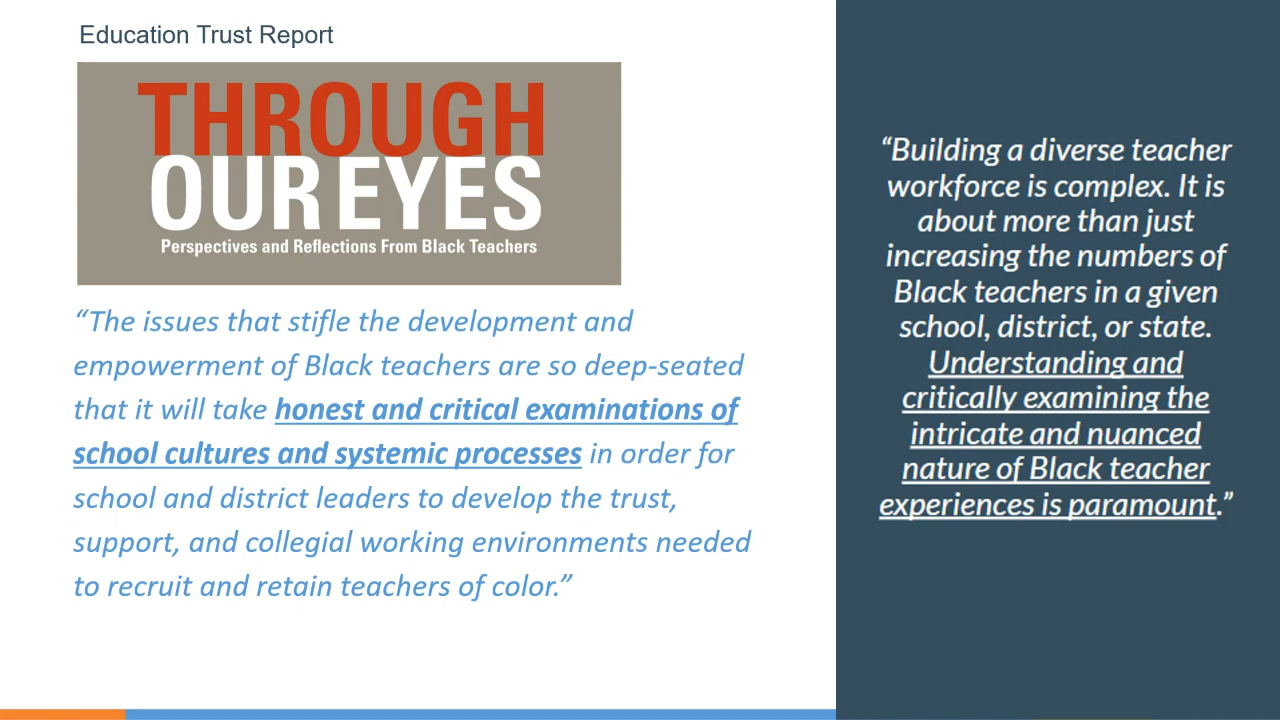 Education Trust Report
THROUGH
OUR EYES
Perspectives and Reflections From Black Teachers
“The issues that stifle the development and
empowerment of Black teachers are so deep-seated
that it will take honest and critical examinations of
school cultures and systemic processes in order for
school and district leaders to develop the trust,
support, and collegial working environments needed
to recruit and retain teachers of color.”
“Building a diverse teacher
workforce is complex. It is
about more than just
increasing the numbers of
Black teachers in a given
school, district, or state.
Understanding and
critically examining the
intricate and nuanced
nature of Black teacher
experiences is paramount.”